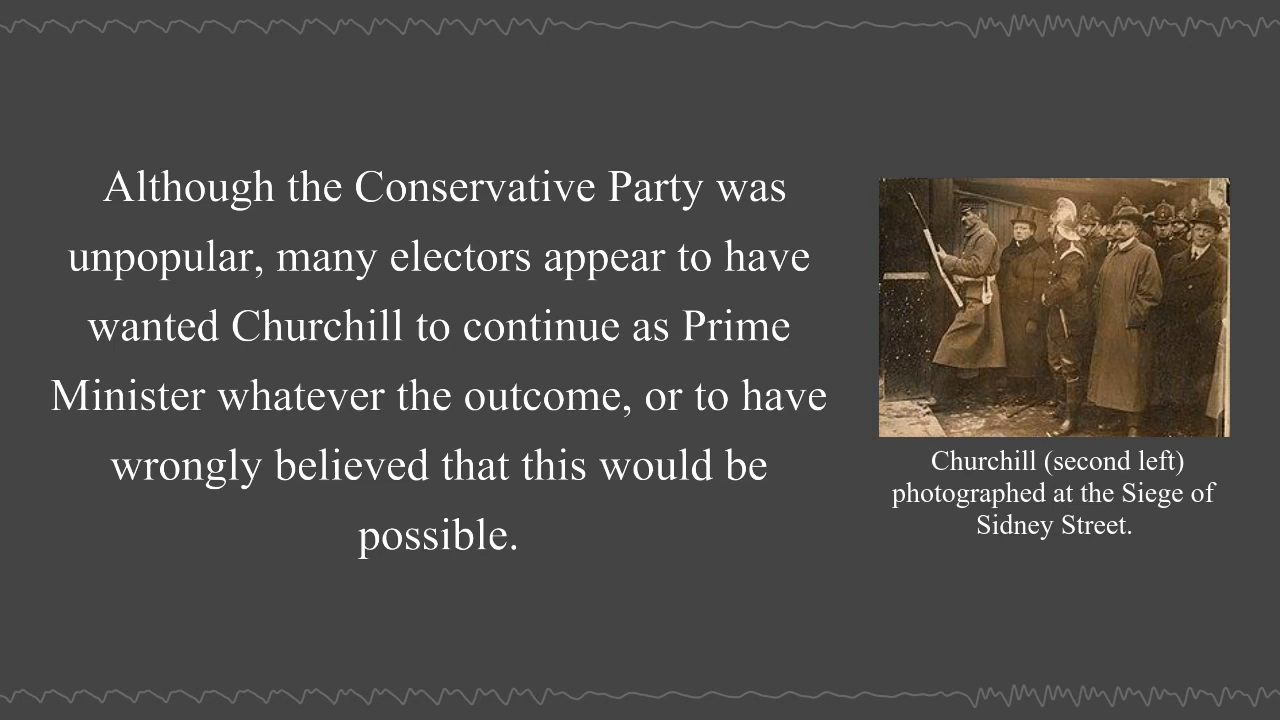 Although the Conservative Party was
unpopular, many electors appear to have
wanted Churchill to continue as Prime
Minister whatever the outcome, or to have
wrongly believed that this would be
possible.
Churchill (second left)
photographed at the Siege of
Sidney Street.